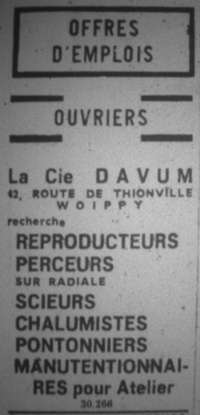 OFFRES
D'EMPLOIS
OUVRIERS
La Cie DAVUM
42, ROUTE DE THIONVILLE
WOIPPY
recherche
REPRODUCTEURS
PERCEURS
SUR RADIALE
SCIEURS
CHALUMISTES
PONTONNIERS
MANUTENTIONNAI-
RES pour Atelier
30.266